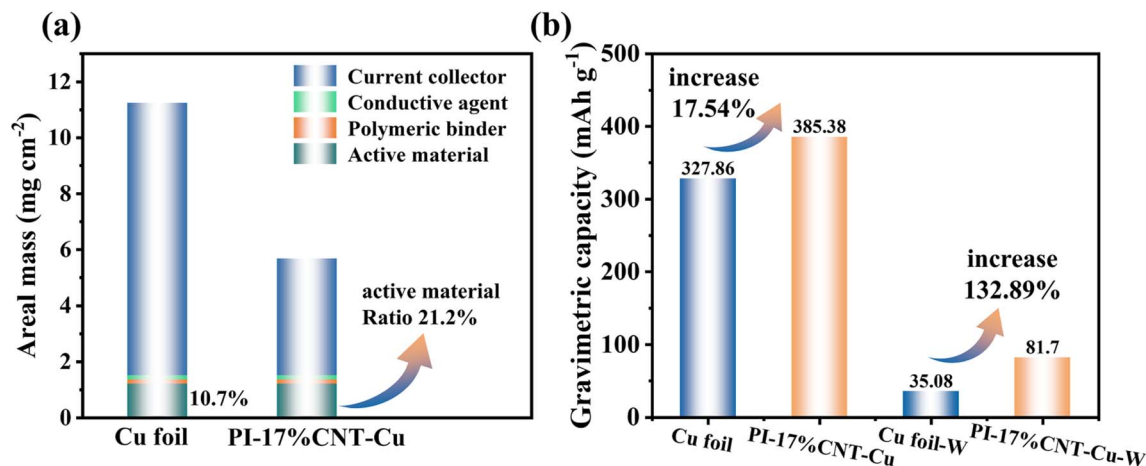 (a)
Areal mass (mg cm⁻²)
12
10
8
6
4
2
0
Current collector
Conductive agent
Polymeric binder
Active material
active material
Ratio 21.2%
10.7%
Cu foil
PI-17%CNT-Cu
(b)
Gravimetric capacity (mAh g⁻¹)
500
400
300
200
100
0
increase
17.54%
327.86
385.38
increase
132.89%
35.08
81.7
Cu foil
PI-17%CNT-Cu
Cu foil-W
PI-17%CNT-Cu-W